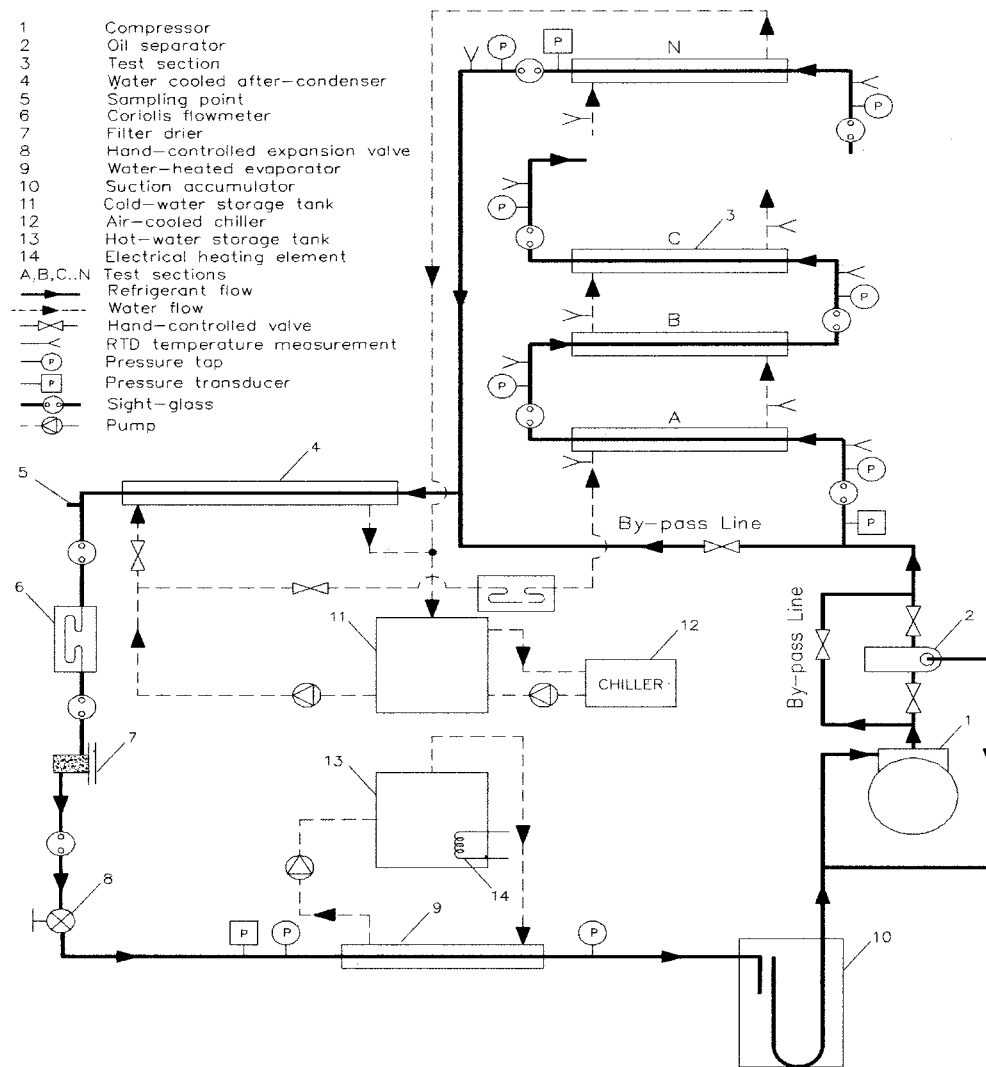 1 Compressor
2 Oil separator
3 Test section
4 Water cooled after-condenser
5 Sampling point
6 Coriolis flowmeter
7 Filter drier
8 Hand-controlled expansion valve
9 Water-heated evaporator
10 Suction accumulator
11 Cold-water storage tank
12 Air-cooled chiller
13 Hot-water storage tank
14 Electrical heating element
A,B,C..N Test sections
Refrigerant flow
Water flow
Hand-controlled valve
RTD temperature measurement
P Pressure tap
P Pressure transducer
Sight-glass
Pump
N
P
P
P
C
3
P
P
B
P
P
A
P
P
4
5
By-pass Line
6
11
12
CHILLER
By-pass Line
2
1
7
13
14
8
9
P
P
P
10